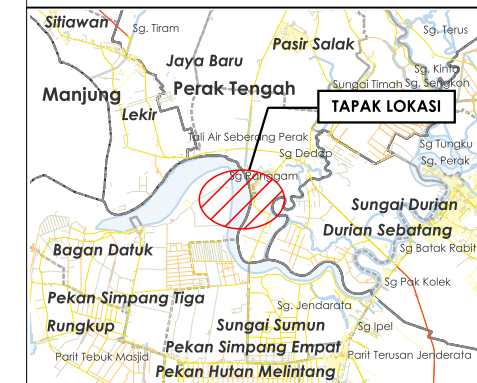 Sitiawan
Sg. Tiram
Sg. Terus
Pasir Salak
Jaya Baru
Sg. Kinta
Manjung
Perak Tengah
Sungai Timah
Sg. Sengkoh
Lekir
TAPAK LOKASI
Tali Air Seberang Perak
Sg Dedap
Sg Tungku
Sg. Perak
Sg Panggam
Sungai Durian
Durian Sebatang
Bagan Datuk
Sg Batak Rabit
Sg Pak Kolek
Pekan Simpang Tiga
Sg. Jendarata
Rungkup
Sungai Sumun
Sg Ipel
Pekan Simpang Empat
Parit Tebuk Masjid
Parit Terusan Jenderata
Pekan Hutan Melintang